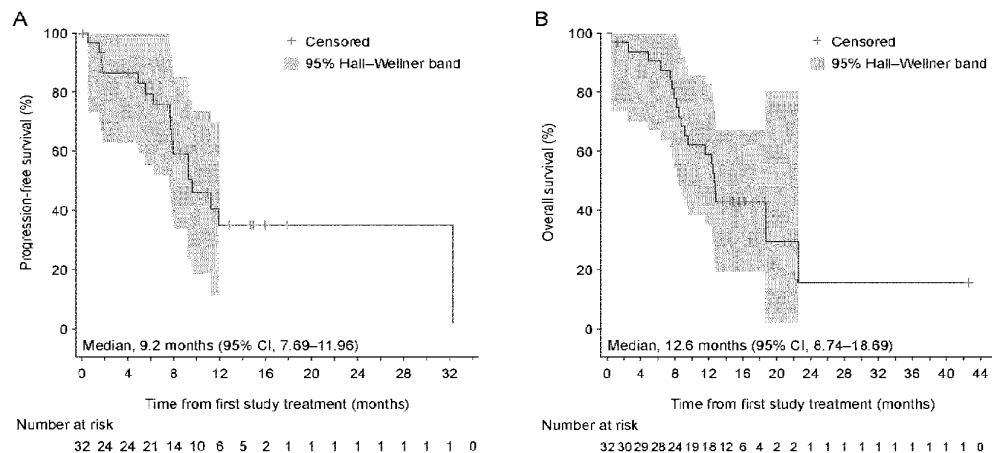 A
Progression-free survival (%)
100
80
60
40
20
0
Censored
95% Hall–Wellner band
Median, 9.2 months (95% CI, 7.69–11.96)
0 4 8 12 16 20 24 28 32
Time from first study treatment (months)
Number at risk
32 24 24 21 14 10 6 5 2 1 1 1 1 1 1 1 1 0
B
Overall survival (%)
100
80
60
40
20
0
Censored
95% Hall–Wellner band
Median, 12.6 months (95% CI, 8.74–18.69)
0 4 8 12 16 20 24 28 32 36 40 44
Time from first study treatment (months)
Number at risk
32 30 29 28 24 19 18 12 6 4 2 2 1 1 1 1 1 1 1 1 1 1 0